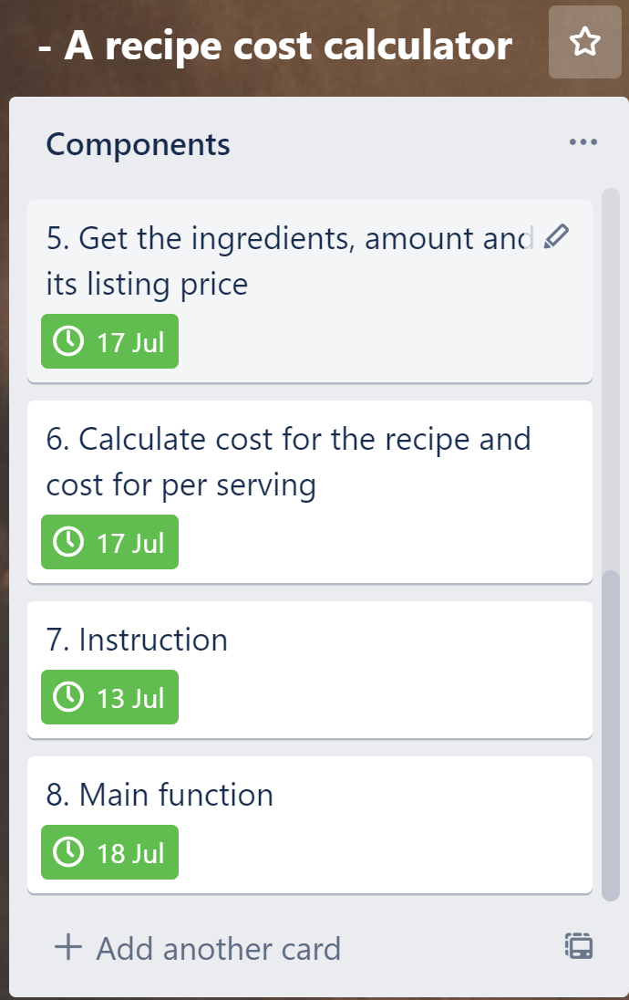 - A recipe cost calculator
Components
5. Get the ingredients, amount and
its listing price
17 Jul
6. Calculate cost for the recipe and
cost for per serving
17 Jul
7. Instruction
13 Jul
8. Main function
18 Jul
Add another card